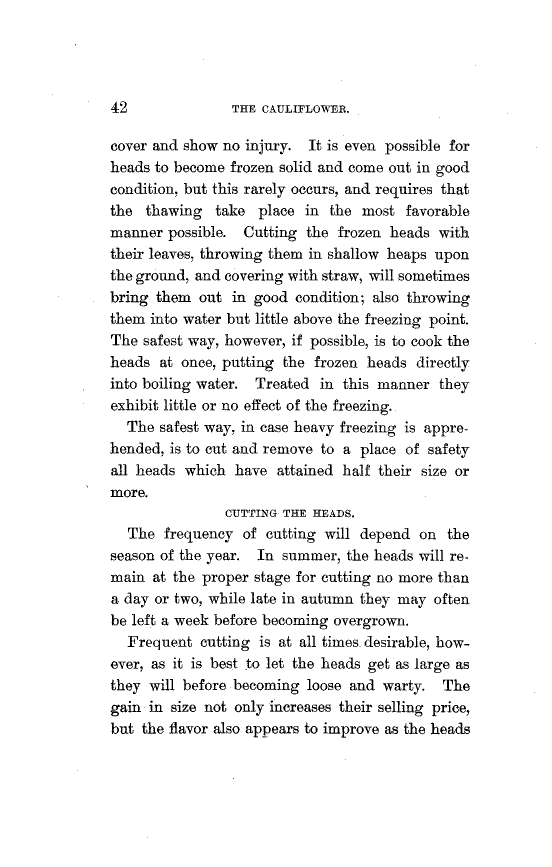 42 THE CAULIFLOWER.
cover and show no injury. It is even possible for
heads to become frozen solid and come out in good
condition, but this rarely occurs, and requires that
the thawing take place in the most favorable
manner possible. Cutting the frozen heads with
their leaves, throwing them in shallow heaps upon
the ground, and covering with straw, will sometimes
bring them out in good condition; also throwing
them into water but little above the freezing point.
The safest way, however, if possible, is to cook the
heads at once, putting the frozen heads directly
into boiling water. Treated in this manner they
exhibit little or no effect of the freezing.
The safest way, in case heavy freezing is appre-
hended, is to cut and remove to a place of safety
all heads which have attained half their size or
more.
CUTTING THE HEADS.
The frequency of cutting will depend on the
season of the year. In summer, the heads will re-
main at the proper stage for cutting no more than
a day or two, while late in autumn they may often
be left a week before becoming overgrown.
Frequent cutting is at all times desirable, how-
ever, as it is best to let the heads get as large as
they will before becoming loose and warty. The
gain in size not only increases their selling price,
but the flavor also appears to improve as the heads